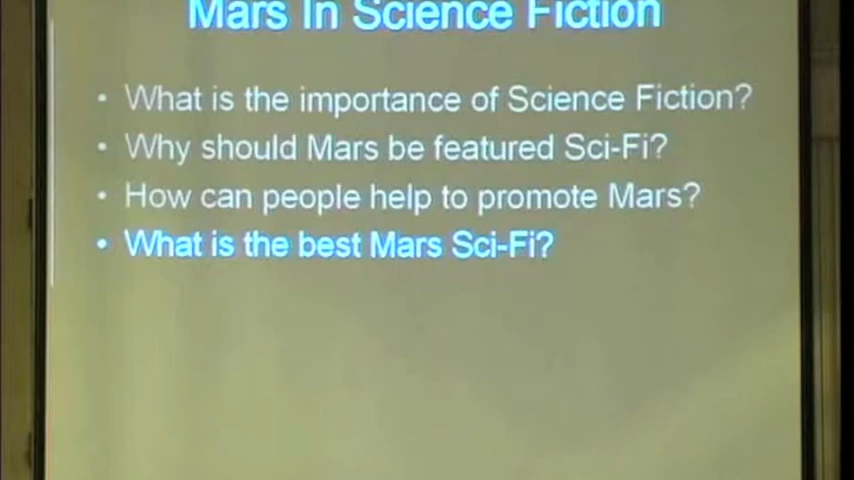 Mars In Science Fiction
• What is the importance of Science Fiction?
• Why should Mars be featured Sci-Fi?
• How can people help to promote Mars?
• What is the best Mars Sci-Fi?